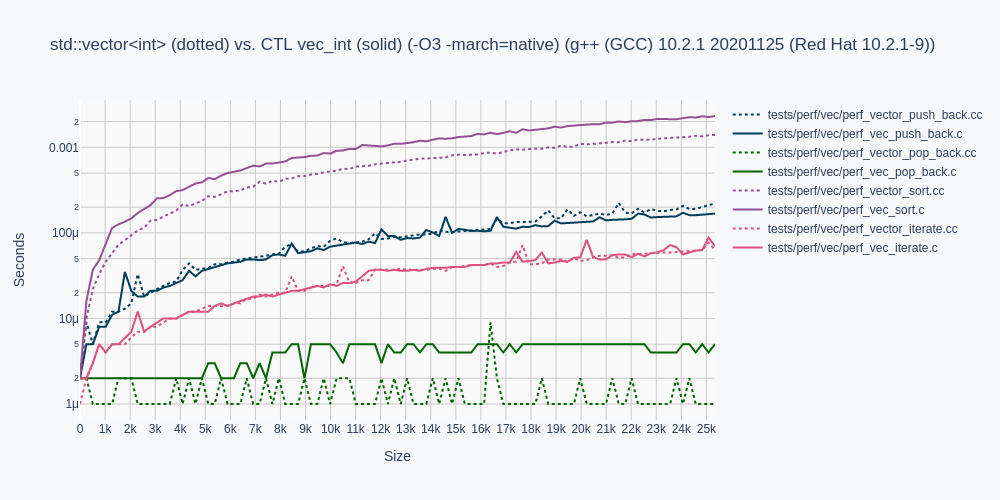 std::vector<int> (dotted) vs. CTL vec_int (solid) (-O3 -march=native) (g++ (GCC) 10.2.1 20201125 (Red Hat 10.2.1-9))
2
0.001
5
2
100μ
5
2
10μ
5
2
1μ
Seconds
0 1k 2k 3k 4k 5k 6k 7k 8k 9k 10k 11k 12k 13k 14k 15k 16k 17k 18k 19k 20k 21k 22k 23k 24k 25k
Size
tests/perf/vec/perf_vector_push_back.cc
tests/perf/vec/perf_vec_push_back.c
tests/perf/vec/perf_vector_pop_back.cc
tests/perf/vec/perf_vec_pop_back.c
tests/perf/vec/perf_vector_sort.cc
tests/perf/vec/perf_vec_sort.c
tests/perf/vec/perf_vector_iterate.cc
tests/perf/vec/perf_vec_iterate.c